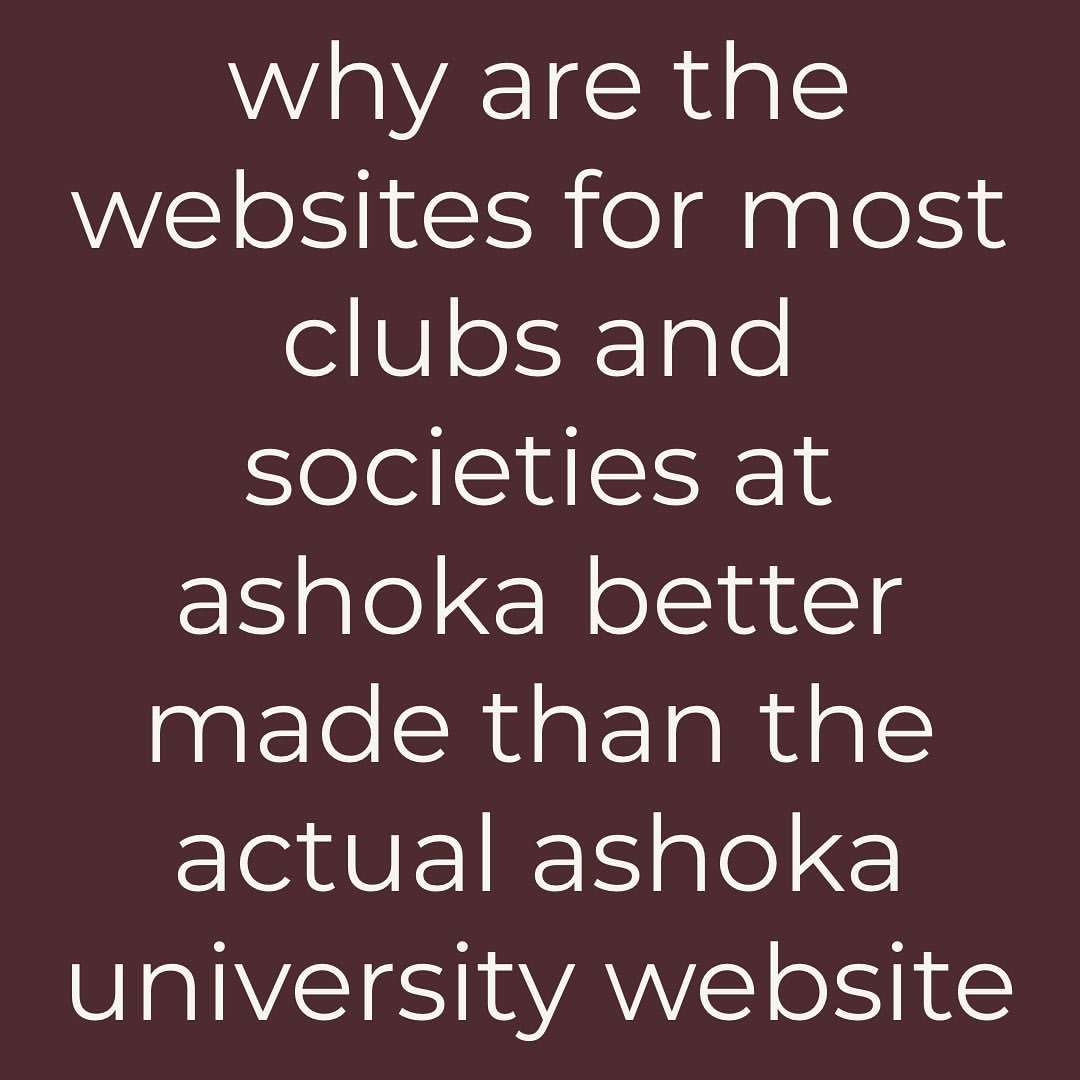 why are the
websites for most
clubs and
societies at
ashoka better
made than the
actual ashoka
university website